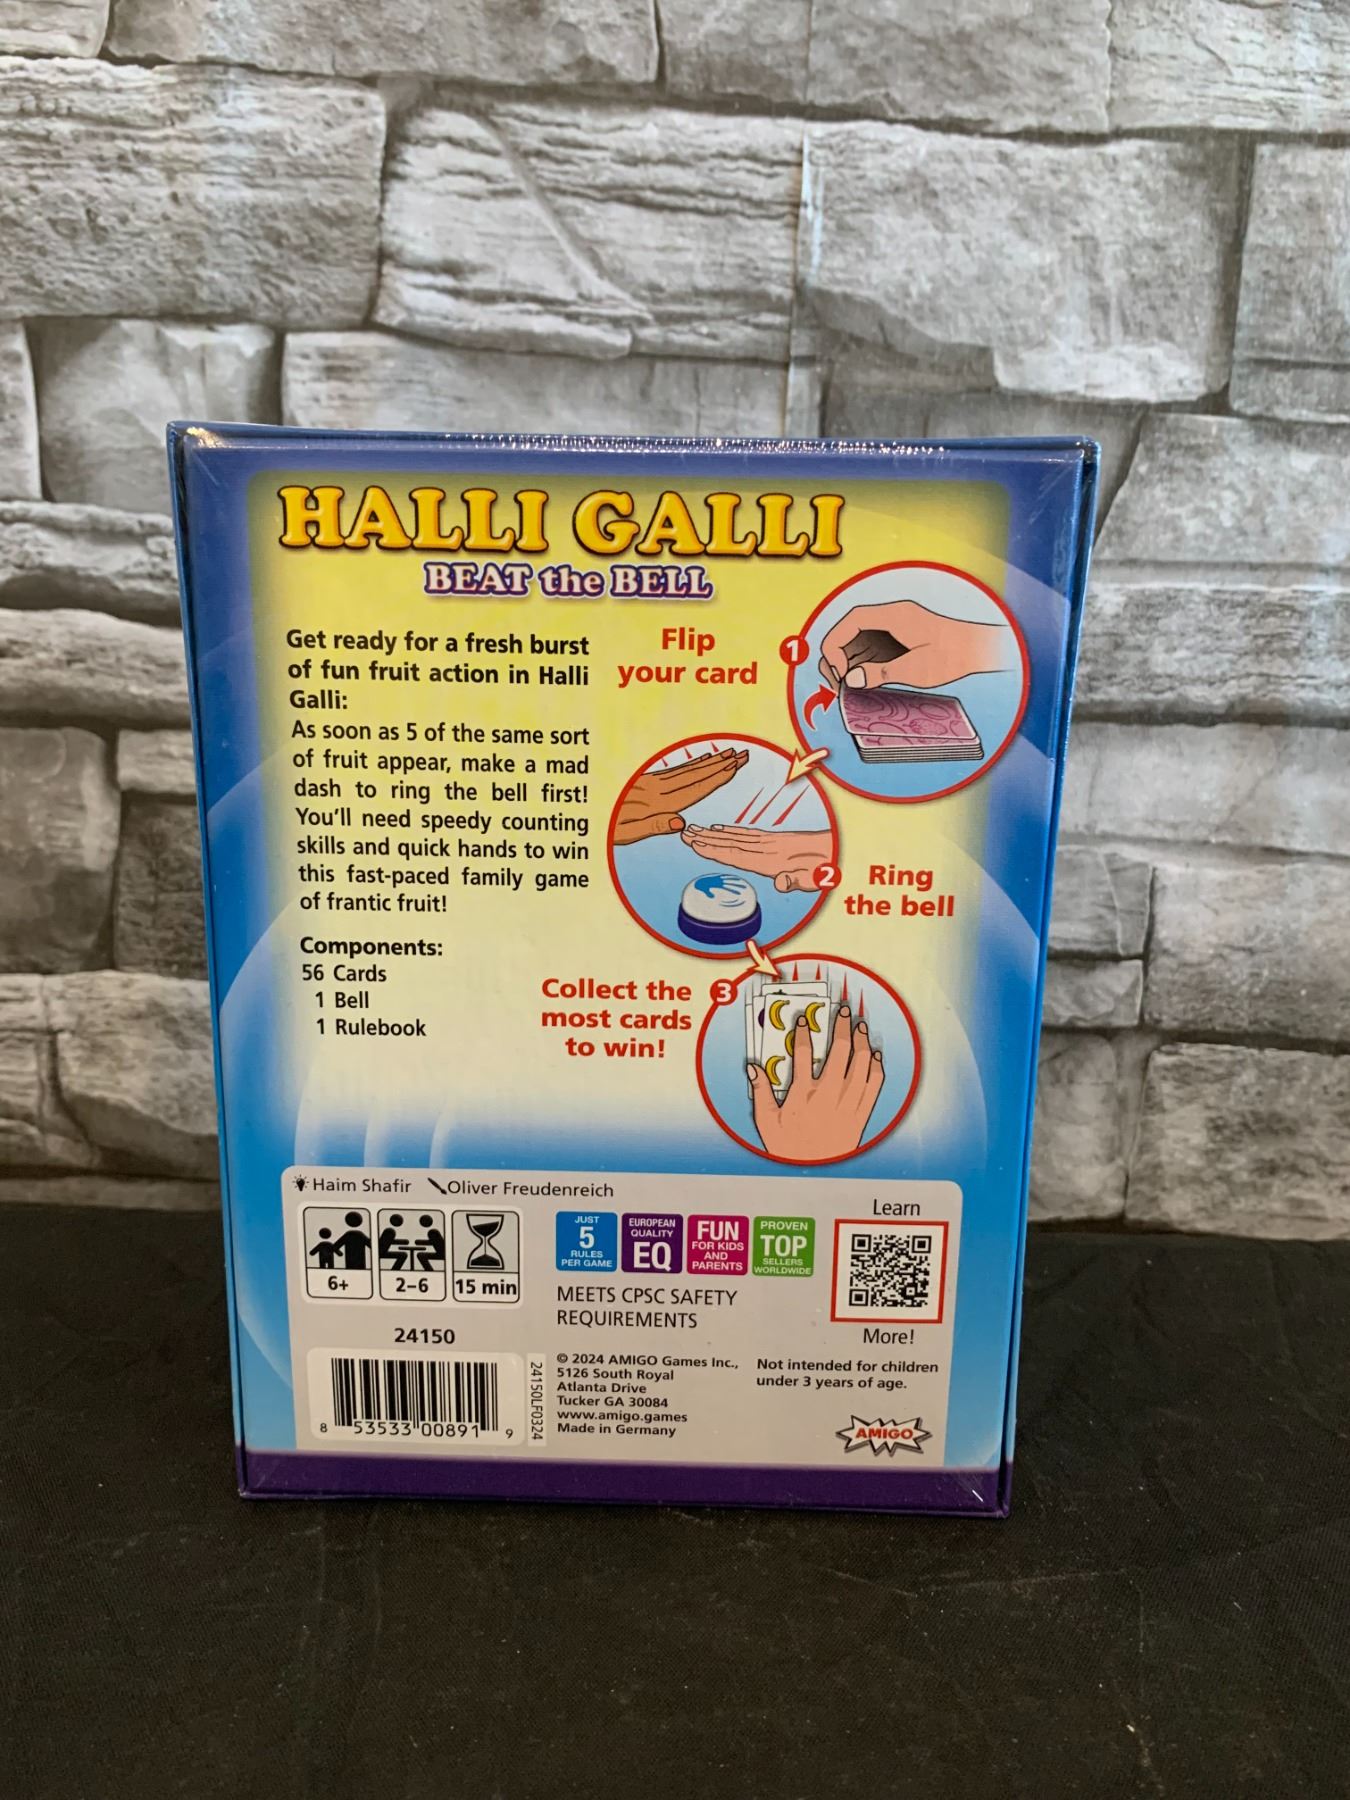 HALLI GALLI
BEAT the BELL
Get ready for a fresh burst
of fun fruit action in Halli
Galli:
As soon as 5 of the same sort
of fruit appear, make a mad
dash to ring the bell first!
You'll need speedy counting
skills and quick hands to win
this fast-paced family game
of frantic fruit!
Components:
56 Cards
1 Bell
1 Rulebook
Flip
your card
1
2
Ring
the bell
Collect the
most cards
to win!
3
Haim Shafir Oliver Freudenreich
6+
2–6
15 min
JUST
5
RULES
PER GAME
EUROPEAN
QUALITY
EQ
FUN
FOR KIDS
AND
PARENTS
PROVEN
TOP
SELLERS
WORLDWIDE
MEETS CPSC SAFETY
REQUIREMENTS
Learn
More!
24150
8 53533 00891 9
24150LF0324
© 2024 AMIGO Games Inc.,
5126 South Royal
Atlanta Drive
Tucker GA 30084
www.amigo.games
Made in Germany
Not intended for children
under 3 years of age.
AMIGO